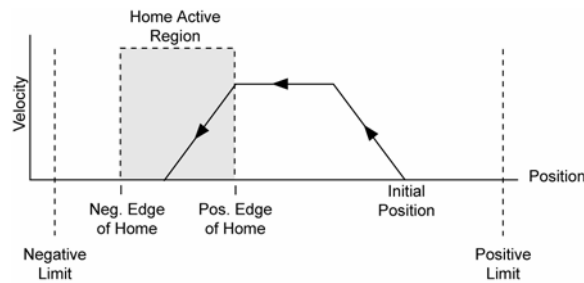 Home Active
Region
Velocity
Position
Neg. Edge
of Home
Pos. Edge
of Home
Initial
Position
Negative
Limit
Positive
Limit